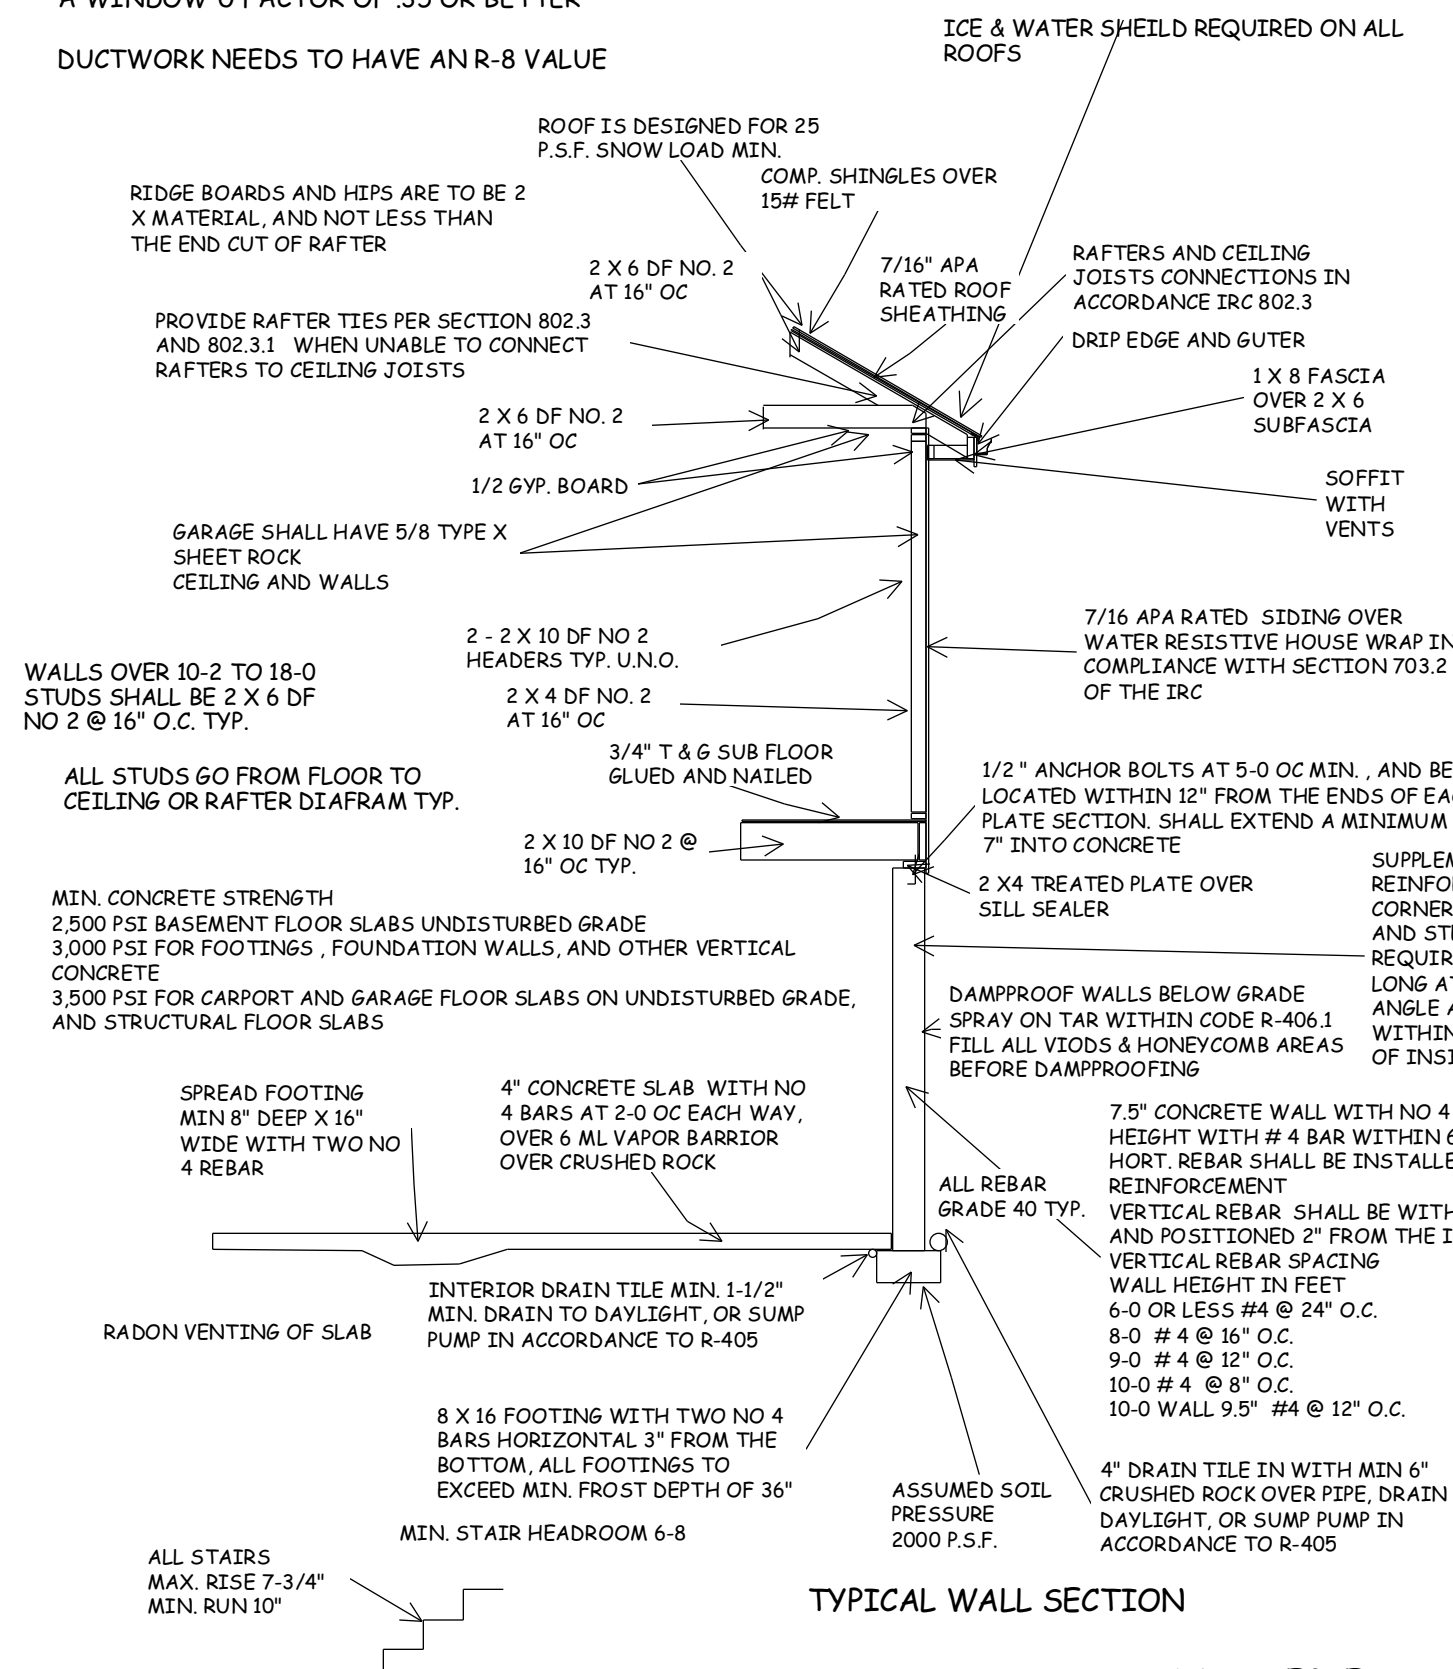 A WINDOW U FACTOR OF .35 OR BETTER
DUCTWORK NEEDS TO HAVE AN R-8 VALUE
ICE & WATER SHEILD REQUIRED ON ALL
ROOFS
ROOF IS DESIGNED FOR 25
P.S.F. SNOW LOAD MIN.
COMP. SHINGLES OVER
15# FELT
RIDGE BOARDS AND HIPS ARE TO BE 2
X MATERIAL, AND NOT LESS THAN
THE END CUT OF RAFTER
2 X 6 DF NO. 2
AT 16" OC
7/16" APA
RATED ROOF
SHEATHING
RAFTERS AND CEILING
JOISTS CONNECTIONS IN
ACCORDANCE IRC 802.3
PROVIDE RAFTER TIES PER SECTION 802.3
AND 802.3.1 WHEN UNABLE TO CONNECT
RAFTERS TO CEILING JOISTS
DRIP EDGE AND GUTER
1 X 8 FASCIA
OVER 2 X 6
SUBFASCIA
2 X 6 DF NO. 2
AT 16" OC
1/2 GYP. BOARD
SOFFIT
WITH
VENTS
GARAGE SHALL HAVE 5/8 TYPE X
SHEET ROCK
CEILING AND WALLS
7/16 APA RATED SIDING OVER
WATER RESISTIVE HOUSE WRAP IN
COMPLIANCE WITH SECTION 703.2
OF THE IRC
2 - 2 X 10 DF NO 2
HEADERS TYP. U.N.O.
WALLS OVER 10-2 TO 18-0
STUDS SHALL BE 2 X 6 DF
NO 2 @ 16" O.C. TYP.
2 X 4 DF NO. 2
AT 16" OC
3/4" T & G SUB FLOOR
GLUED AND NAILED
ALL STUDS GO FROM FLOOR TO
CEILING OR RAFTER DIAFRAM TYP.
1/2 " ANCHOR BOLTS AT 5-0 OC MIN. , AND BE
LOCATED WITHIN 12" FROM THE ENDS OF
PLATE SECTION. SHALL EXTEND A MINIMUM
7" INTO CONCRETE
2 X 10 DF NO 2 @
16" OC TYP.
2 X4 TREATED PLATE OVER
SILL SEALER
MIN. CONCRETE STRENGTH
2,500 PSI BASEMENT FLOOR SLABS UNDISTURBED GRADE
3,000 PSI FOR FOOTINGS , FOUNDATION WALLS, AND OTHER VERTICAL
CONCRETE
3,500 PSI FOR CARPORT AND GARAGE FLOOR SLABS ON UNDISTURBED GRADE,
AND STRUCTURAL FLOOR SLABS
SUPPLEM
REINFO
CORNER
AND
REQUIR
LONG AT
ANGLE
WITHIN
OF
DAMPPROOF WALLS BELOW GRADE
SPRAY ON TAR WITHIN CODE R-406.1
FILL ALL VIODS & HONEYCOMB AREAS
BEFORE DAMPPROOFING
SPREAD FOOTING
MIN 8" DEEP X 16"
WIDE WITH TWO NO
4 REBAR
4" CONCRETE SLAB WITH NO
4 BARS AT 2-0 OC EACH WAY,
OVER 6 ML VAPOR BARRIOR
OVER CRUSHED ROCK
ALL REBAR
GRADE 40 TYP.
7.5" CONCRETE WALL WITH NO 4
HEIGHT WITH # 4 BAR WITHIN
HORT. REBAR SHALL BE INSTALLE
REINFORCEMENT
VERTICAL REBAR SHALL BE WITH
AND POSITIONED 2" FROM THE
VERTICAL REBAR SPACING
WALL HEIGHT IN FEET
6-0 OR LESS #4 @ 24" O.C.
8-0 # 4 @ 16" O.C.
9-0 # 4 @ 12" O.C.
10-0 # 4 @ 8" O.C.
10-0 WALL 9.5" #4 @ 12" O.C.
INTERIOR DRAIN TILE MIN. 1-1/2"
MIN. DRAIN TO DAYLIGHT, OR SUMP
PUMP IN ACCORDANCE TO R-405
RADON VENTING OF SLAB
8 X 16 FOOTING WITH TWO NO 4
BARS HORIZONTAL 3" FROM THE
BOTTOM, ALL FOOTINGS TO
EXCEED MIN. FROST DEPTH OF 36"
ASSUMED SOIL
PRESSURE
2000 P.S.F.
4" DRAIN TILE IN WITH MIN 6"
CRUSHED ROCK OVER PIPE, DRAIN
DAYLIGHT, OR SUMP PUMP IN
ACCORDANCE TO R-405
MIN. STAIR HEADROOM 6-8
ALL STAIRS
MAX. RISE 7-3/4"
MIN. RUN 10"
TYPICAL WALL SECTION